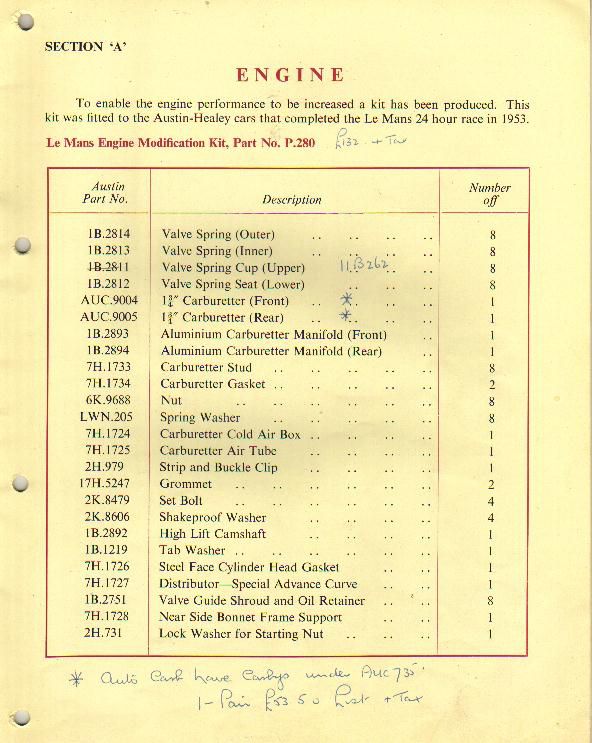 SECTION ‘A’
ENGINE
To enable the engine performance to be increased a kit has been produced. This
kit was fitted to the Austin-Healey cars that completed the Le Mans 24 hour race in 1953.
Le Mans Engine Modification Kit, Part No. P.280 £132 + Tax
Austin Part No. Description Number off
1B.2814 Valve Spring (Outer) .. .. .. .. 8
1B.2813 Valve Spring (Inner) .. .. .. .. 8
1B.2811 Valve Spring Cup (Upper) 11B262 .. .. 8
1B.2812 Valve Spring Seat (Lower) .. .. .. 8
AUC.9004 1¾″ Carburetter (Front) .. * .. .. 1
AUC.9005 1¾″ Carburetter (Rear) .. * .. .. 1
1B.2893 Aluminium Carburetter Manifold (Front) .. 1
1B.2894 Aluminium Carburetter Manifold (Rear) .. 1
7H.1733 Carburetter Stud .. .. .. .. .. 8
7H.1734 Carburetter Gasket .. .. .. .. .. 2
6K.9688 Nut .. .. .. .. .. .. 8
LWN.205 Spring Washer .. .. .. .. .. 8
7H.1724 Carburetter Cold Air Box .. .. .. .. 1
7H.1725 Carburetter Air Tube .. .. .. .. 1
2H.979 Strip and Buckle Clip .. .. .. .. 1
17H.5247 Grommet .. .. .. .. .. .. 2
2K.8479 Set Bolt .. .. .. .. .. .. 4
2K.8606 Shakeproof Washer .. .. .. .. 4
1B.2892 High Lift Camshaft .. .. .. .. 1
1B.1219 Tab Washer .. .. .. .. .. .. 1
7H.1726 Steel Face Cylinder Head Gasket .. .. 1
7H.1727 Distributor—Special Advance Curve .. .. 1
1B.2751 Valve Guide Shroud and Oil Retainer .. .. 8
7H.1728 Near Side Bonnet Frame Support .. .. 1
2H.731 Lock Washer for Starting Nut .. .. .. 1
* Auto Carb have Carbys under AUC 735
1 - Pair £53 5 0 List + Tax